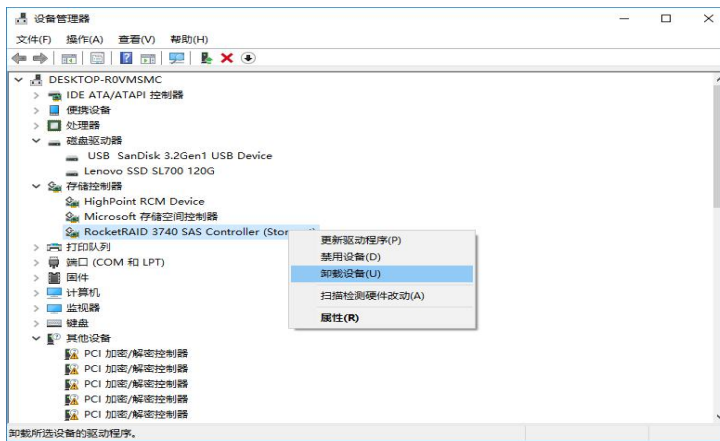 设备管理器
文件(F) 操作(A) 查看(V) 帮助(H)
DESKTOP-R0VMSMC
IDE ATA/ATAPI 控制器
便携设备
处理器
磁盘驱动器
USB SanDisk 3.2Gen1 USB Device
Lenovo SSD SL700 120G
存储控制器
HighPoint RCM Device
Microsoft 存储空间控制器
RocketRAID 3740 SAS Controller
打印队列
端口 (COM 和 LPT)
固件
计算机
监视器
键盘
其他设备
PCI 加密/解密控制器
PCI 加密/解密控制器
PCI 加密/解密控制器
PCI 加密/解密控制器
PCI 加密/解密控制器
更新驱动程序(P)
禁用设备(D)
卸载设备(U)
扫描检测硬件改动(A)
属性(R)
卸载所选设备的驱动程序。